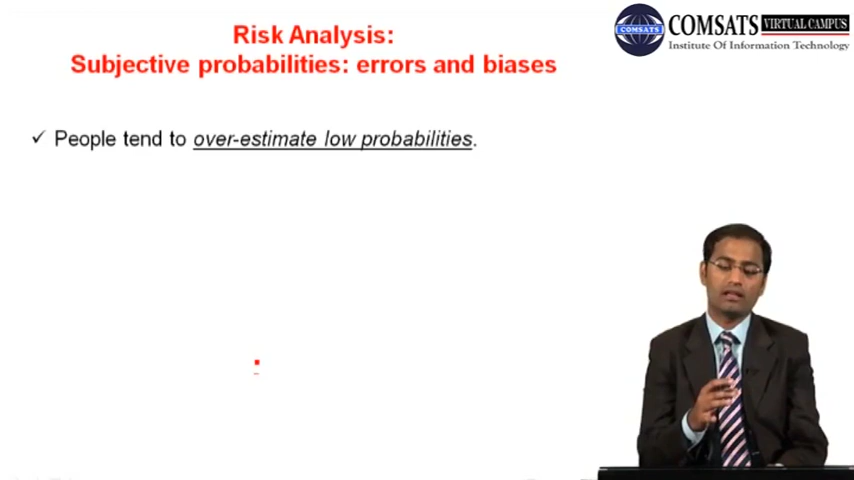 Risk Analysis:
Subjective probabilities: errors and biases
COMSATS
COMSATS VIRTUAL CAMPUS
Institute Of Information Technology
✓ People tend to over-estimate low probabilities.